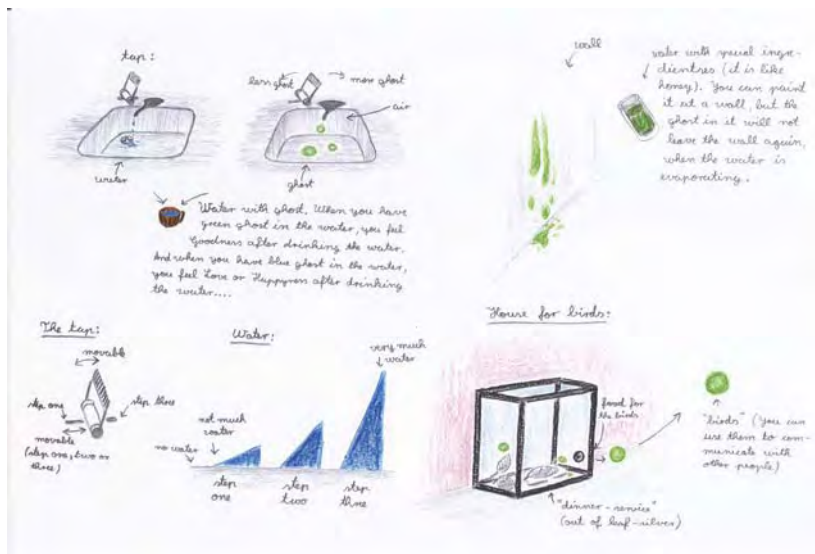 tap:
less ghost
more ghost
air
water
ghost
Water with ghost. When you have
green ghost in the water, you feel
Goodness after drinking the water.
And when you have blue ghost in the water,
you feel Love or Happyness after drinking
the water....
wall
water with special ingre-
dientres (it is like
honey). You can paint
it at a wall, but the
ghost in it will not
leave the wall again,
when the water is
evaporating.
The tap:
movable
step one
step three
movable
(step one, two or
three)
Water:
no water
not much
water
very much
water
step
one
step
two
step
three
House for birds:
food for
the birds
"dinner-service"
(out of leaf-silver)
"birds" (You can
use them to com-
municate with
other people)